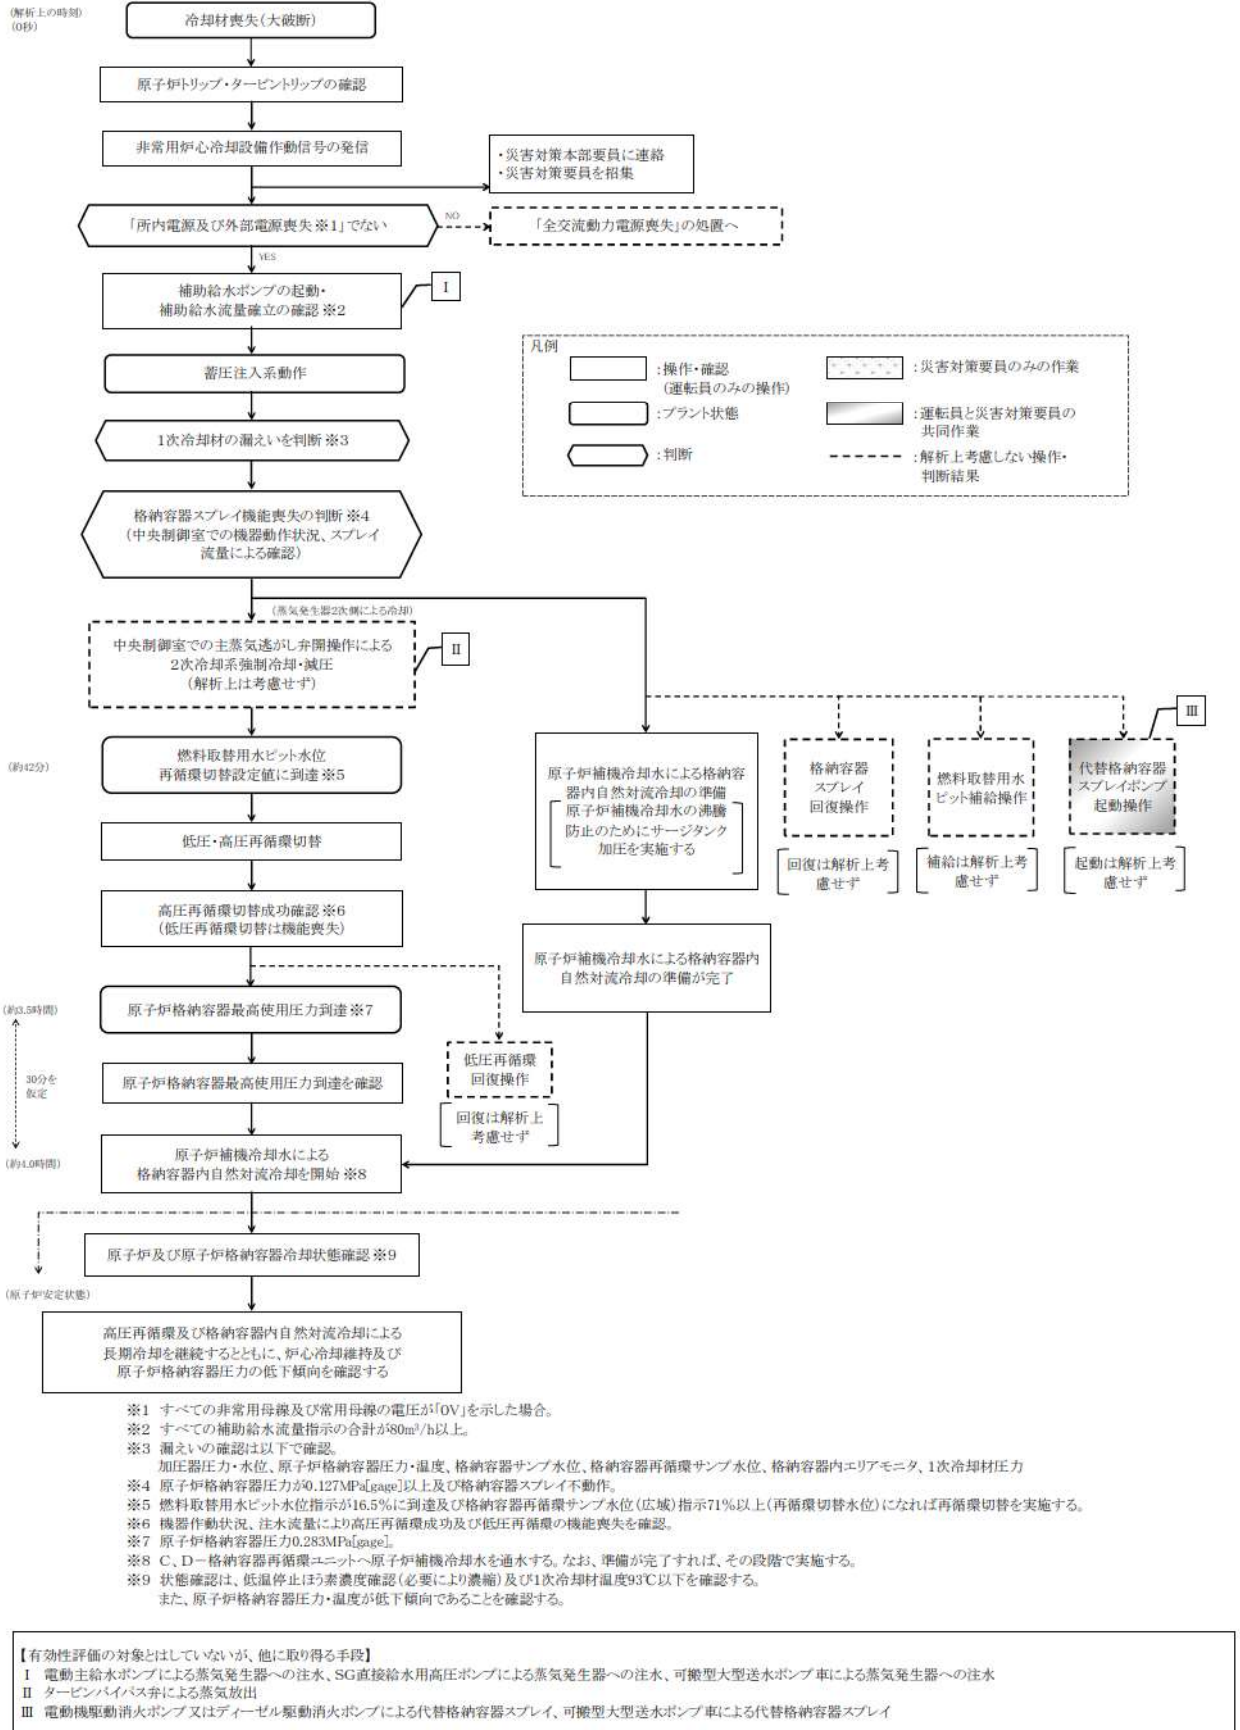 (解析上の時刻)
(0秒)
冷却材喪失(大破断)
原子炉トリップ・タービントリップの確認
非常用炉心冷却設備作動信号の発信
・災害対策本部要員に連絡
・災害対策要員を招集
「所内電源及び外部電源喪失※1」でない
NO
「全交流動力電源喪失」の処置へ
YES
補助給水ポンプの起動・
補助給水流量確立の確認※2
I
蓄圧注入系動作
1次冷却材の漏えいを判断※3
格納容器スプレイ機能喪失の判断※4
(中央制御室での機器動作状況、スプレイ
流量による確認)
凡例
:操作・確認
(運転員のみの操作)
:プラント状態
:判断
:災害対策要員のみの作業
:運転員と災害対策要員の
共同作業
:解析上考慮しない操作・
判断結果
(蒸気発生器2次側による冷却)
中央制御室での主蒸気逃がし弁開操作による
2次冷却系強制冷却・減圧
(解析上は考慮せず)
II
(約42分)
燃料取替用水ピット水位
再循環切替設定値に到達※5
低圧・高圧再循環切替
高圧再循環切替成功確認※6
(低圧再循環切替は機能喪失)
原子炉補機冷却水による格納容
器内自然対流冷却の準備
原子炉補機冷却水の沸騰
防止のためにサージタンク
加圧を実施する
格納容器
スプレイ
回復操作
回復は解析上考
慮せず
燃料取替用水
ピット補給操作
補給は解析上考
慮せず
III
代替格納容器
スプレイポンプ
起動操作
起動は解析上考
慮せず
原子炉補機冷却水による格納容器内
自然対流冷却の準備が完了
(約3.5時間)
原子炉格納容器最高使用圧力到達※7
30分を
仮定
原子炉格納容器最高使用圧力到達を確認
低圧再循環
回復操作
回復は解析上
考慮せず
(約4.0時間)
原子炉補機冷却水による
格納容器内自然対流冷却を開始※8
原子炉及び原子炉格納容器冷却状態確認※9
(原子炉安定状態)
高圧再循環及び格納容器内自然対流冷却による
長期冷却を継続するとともに、炉心冷却維持及び
原子炉格納容器圧力の低下傾向を確認する
※1 すべての非常用母線及び常用母線の電圧が「0V」を示した場合。
※2 すべての補助給水流量指示の合計が80m³/h以上。
※3 漏えいの確認は以下で確認。
加圧器圧力・水位、原子炉格納容器圧力・温度、格納容器サンプ水位、格納容器再循環サンプ水位、格納容器内エリアモニタ、1次冷却材圧力
※4 原子炉格納容器圧力が0.127MPa[gage]以上及び格納容器スプレイ不動作。
※5 燃料取替用水ピット水位指示が16.5%に到達及び格納容器再循環サンプ水位(広域)指示71%以上(再循環切替水位)になれば再循環切替を実施する。
※6 機器作動状況、注水流量により高圧再循環成功及び低圧再循環の機能喪失を確認。
※7 原子炉格納容器圧力0.283MPa[gage]。
※8 C、D-格納容器再循環ユニットへ原子炉補機冷却水を通水する。なお、準備が完了すれば、その段階で実施する。
※9 状態確認は、低温停止ほう素濃度確認(必要により濃縮)及び1次冷却材温度93℃以下を確認する。
また、原子炉格納容器圧力・温度が低下傾向であることを確認する。
【有効性評価の対象とはしていないが、他に取り得る手段】
I 電動主給水ポンプによる蒸気発生器への注水、SG直接給水用高圧ポンプによる蒸気発生器への注水、可搬型大型送水ポンプ車による蒸気発生器への注水
II タービンバイパス弁による蒸気放出
III 電動機駆動消火ポンプ又はディーゼル駆動消火ポンプによる代替格納容器スプレイ、可搬型大型送水ポンプ車による代替格納容器スプレイ